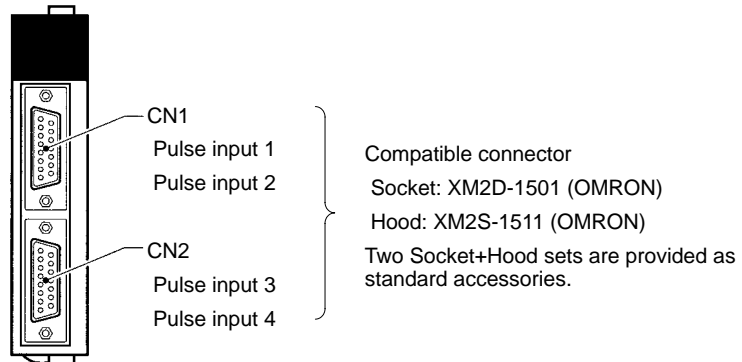 CN1
Pulse input 1
Pulse input 2
CN2
Pulse input 3
Pulse input 4
Compatible connector
Socket: XM2D-1501 (OMRON)
Hood: XM2S-1511 (OMRON)
Two Socket+Hood sets are provided as
standard accessories.